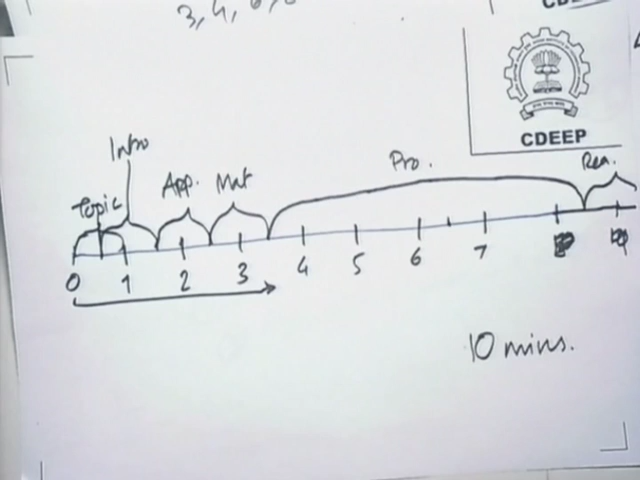 3, 4,
CDEEP
Intro
Topic
App.
Mat
Pro.
Rea.
0 1 2 3 4 5 6 7
10 mins.